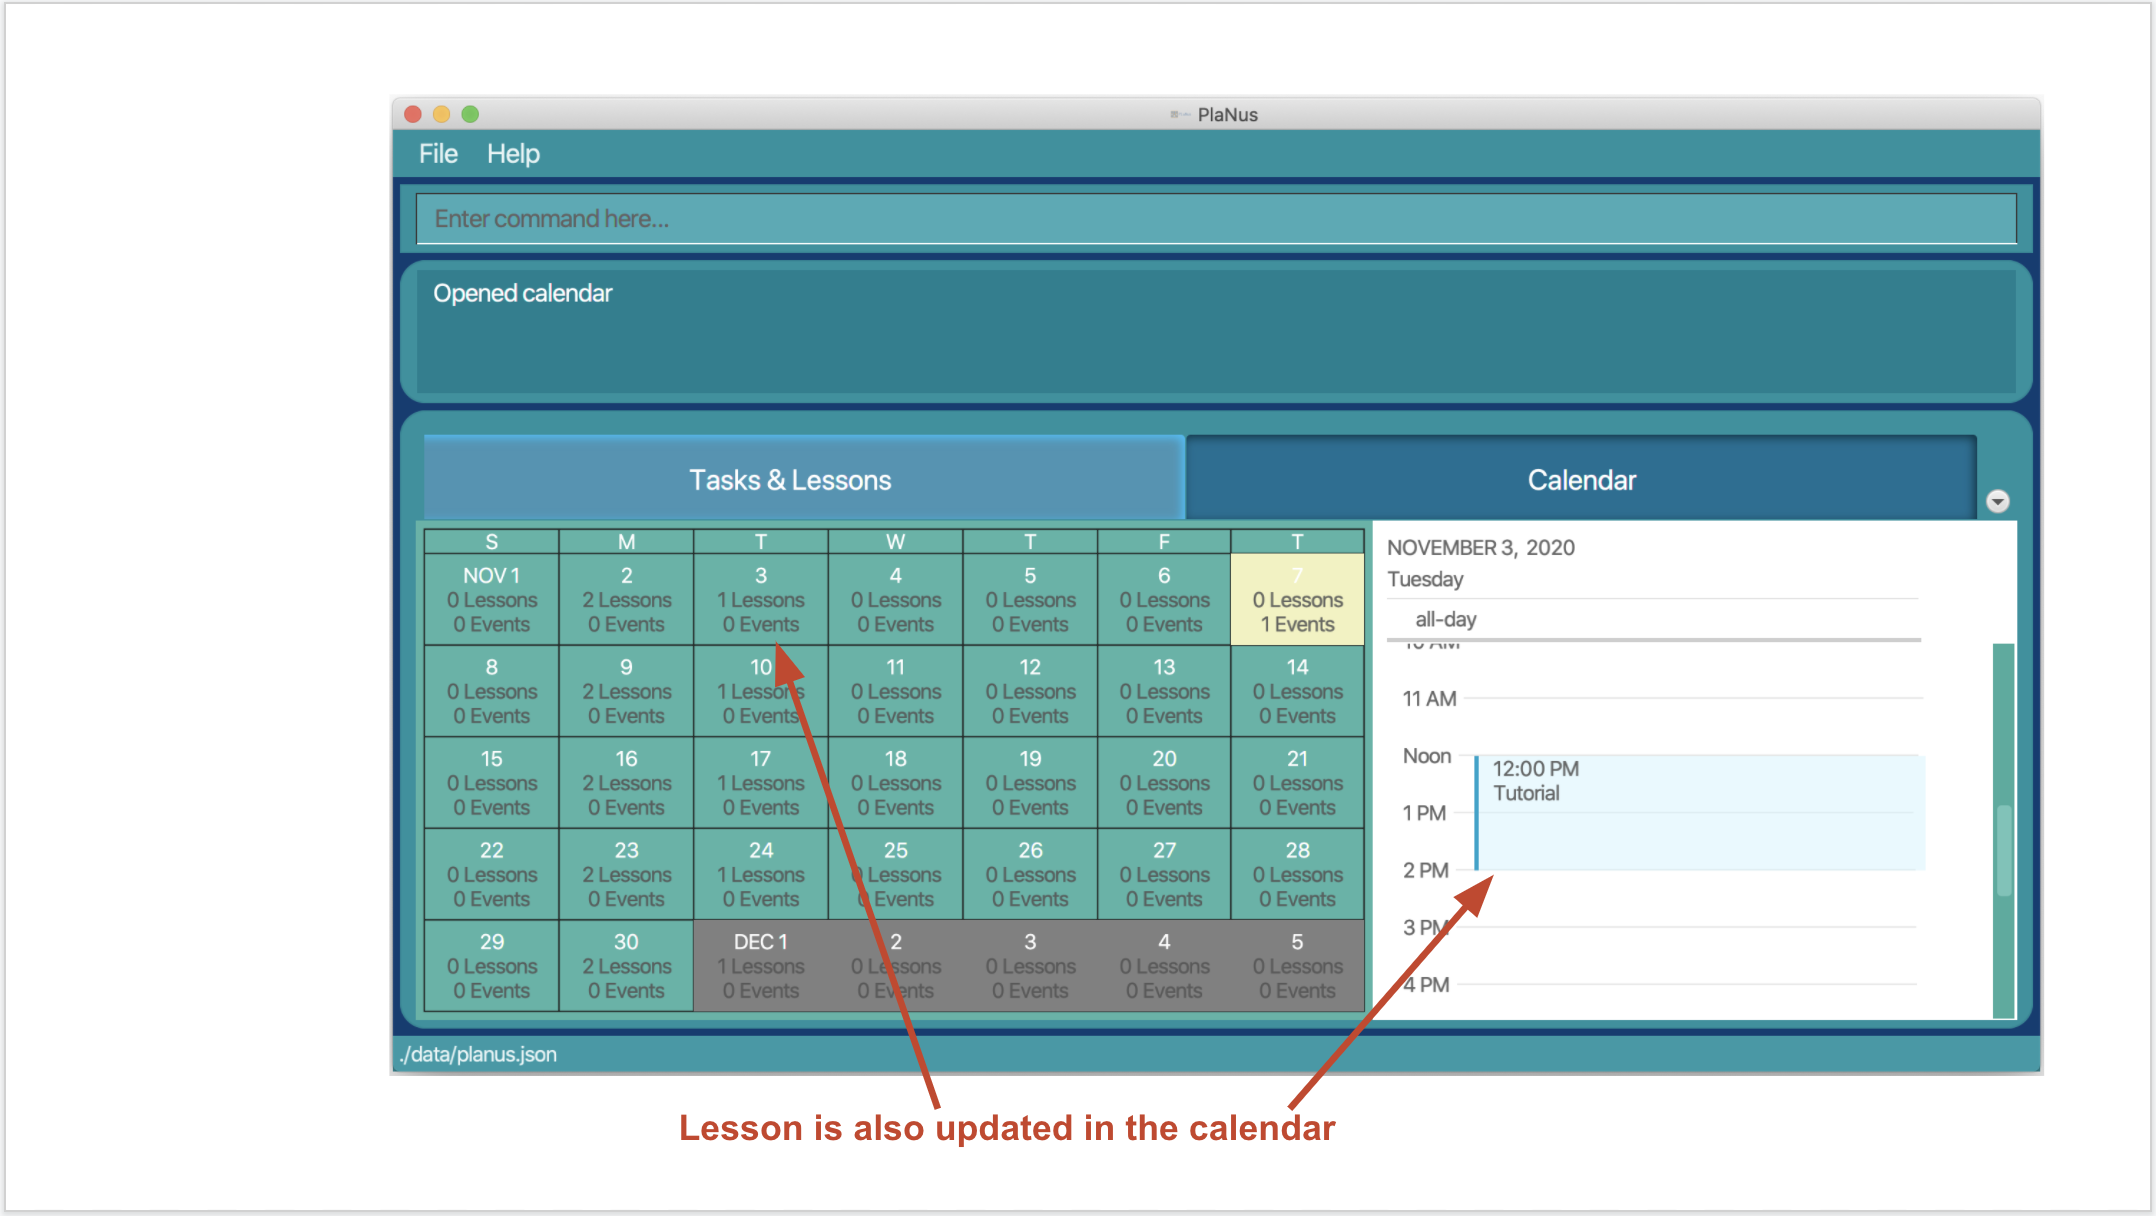 PlaNus
File Help
Enter command here...
Opened calendar
Tasks & Lessons Calendar
S M T W T F T
NOV 1 2 3 4 5 6 7
0 Lessons 2 Lessons 1 Lessons 0 Lessons 0 Lessons 0 Lessons 0 Lessons
0 Events 0 Events 0 Events 0 Events 0 Events 0 Events 1 Events
8 9 10 11 12 13 14
0 Lessons 2 Lessons 1 Lessons 0 Lessons 0 Lessons 0 Lessons 0 Lessons
0 Events 0 Events 0 Events 0 Events 0 Events 0 Events 0 Events
15 16 17 18 19 20 21
0 Lessons 2 Lessons 1 Lessons 0 Lessons 0 Lessons 0 Lessons 0 Lessons
0 Events 0 Events 0 Events 0 Events 0 Events 0 Events 0 Events
22 23 24 25 26 27 28
0 Lessons 2 Lessons 1 Lessons 0 Lessons 0 Lessons 0 Lessons 0 Lessons
0 Events 0 Events 0 Events 0 Events 0 Events 0 Events 0 Events
29 30 DEC 1 2 3 4 5
0 Lessons 2 Lessons 1 Lessons 0 Lessons 0 Lessons 0 Lessons 0 Lessons
0 Events 0 Events 0 Events 0 Events 0 Events 0 Events 0 Events
NOVEMBER 3, 2020
Tuesday
all-day
10 AM
11 AM
Noon
12:00 PM
Tutorial
1 PM
2 PM
3 PM
4 PM
./data/planus.json
Lesson is also updated in the calendar